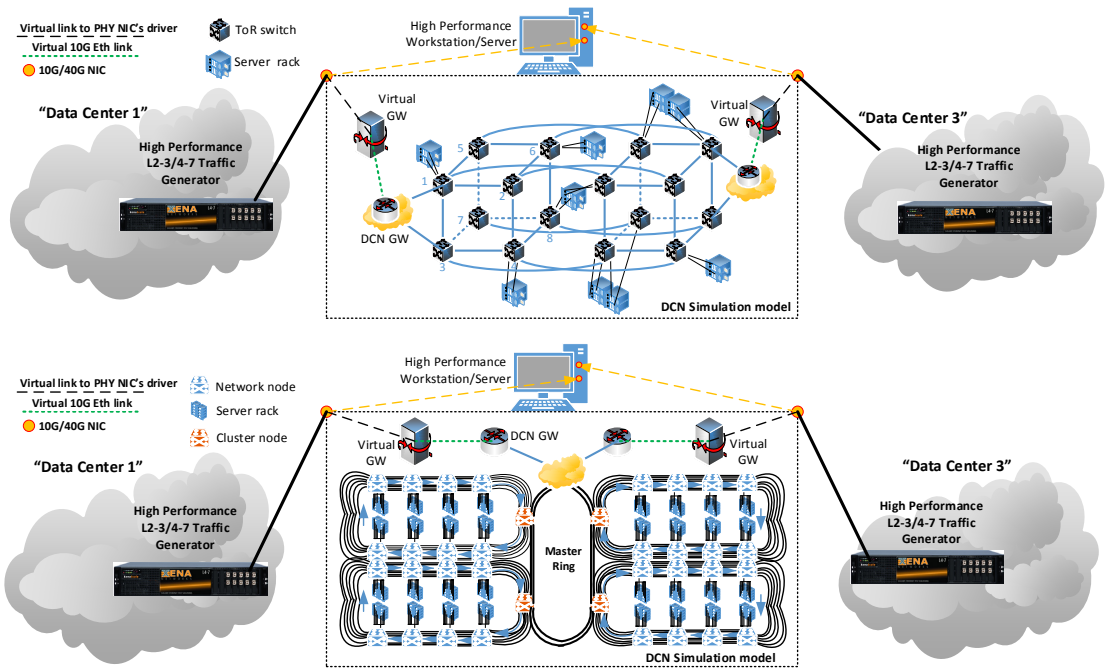 Virtual link to PHY NIC's driver
Virtual 10G Eth link
10G/40G NIC
ToR switch
Server rack
High Performance
Workstation/Server
"Data Center 1"
High Performance
L2-3/4-7 Traffic
Generator
XENA
Virtual
GW
DCN GW
1
2
3
4
5
6
7
8
Virtual
GW
DCN Simulation model
"Data Center 3"
High Performance
L2-3/4-7 Traffic
Generator
XENA
Virtual link to PHY NIC's driver
Virtual 10G Eth link
10G/40G NIC
Network node
Server rack
Cluster node
High Performance
Workstation/Server
"Data Center 1"
High Performance
L2-3/4-7 Traffic
Generator
XENA
Virtual
GW
DCN GW
Virtual
GW
Master
Ring
DCN Simulation model
"Data Center 3"
High Performance
L2-3/4-7 Traffic
Generator
XENA